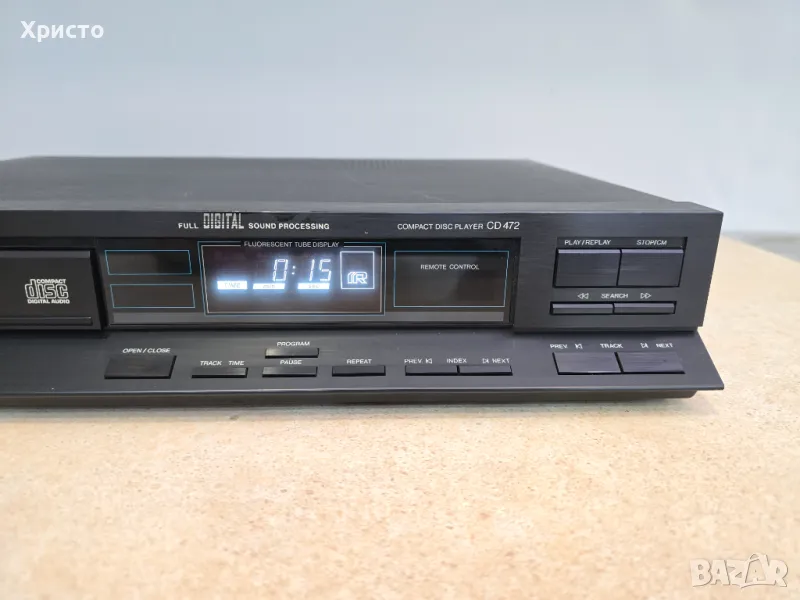 Христо
FULL DIGITAL SOUND PROCESSING
COMPACT DISC PLAYER CD 472
FLUORESCENT TUBE DISPLAY
0:15
REMOTE CONTROL
COMPACT
disc
DIGITAL AUDIO
PLAY/REPLAY
STOP/CM
SEARCH
OPEN/CLOSE
TRACK TIME
PROGRAM
PAUSE
REPEAT
PREV INDEX NEXT
PREV TRACK NEXT
BAZAR